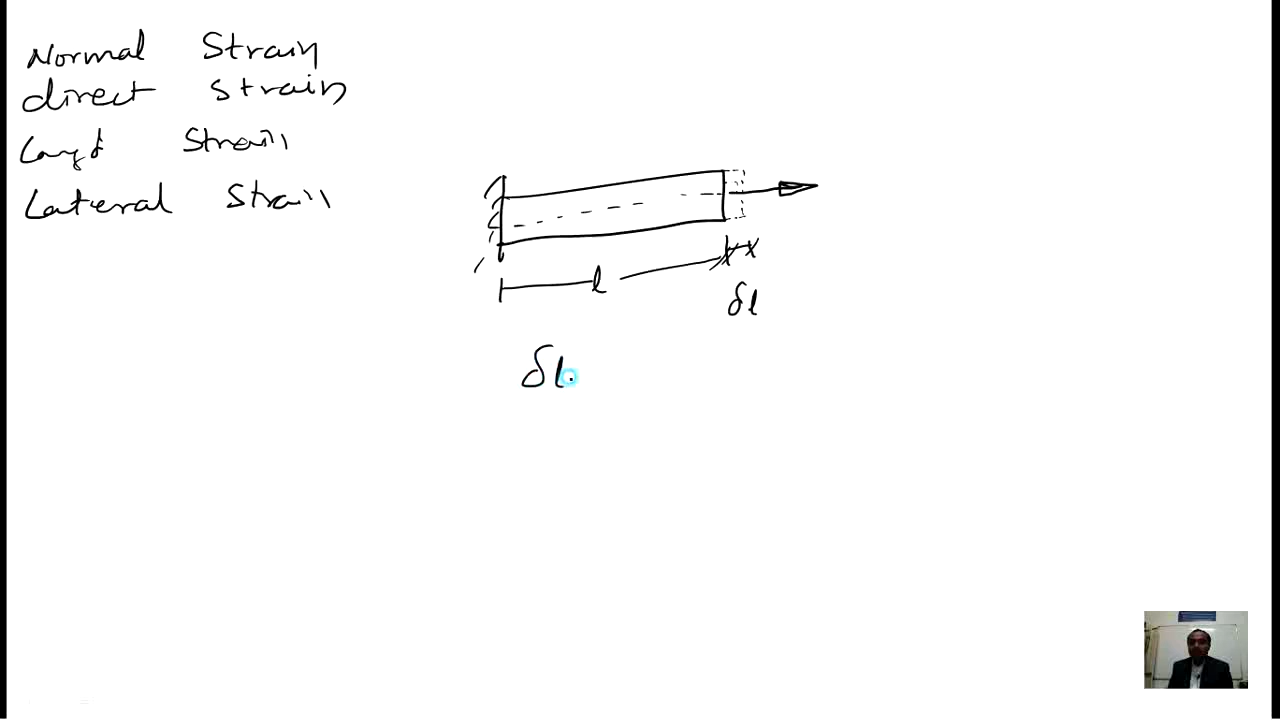 Normal Strain
direct Strain
Strain
Lateral Strain
l
δl
δl